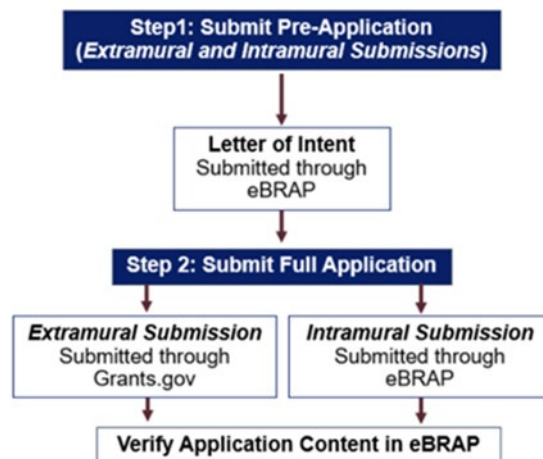 Step1: Submit Pre-Application
(Extramural and Intramural Submissions)
Letter of Intent
Submitted through
eBRAP
Step 2: Submit Full Application
Extramural Submission
Submitted through
Grants.gov
Intramural Submission
Submitted through
eBRAP
Verify Application Content in eBRAP